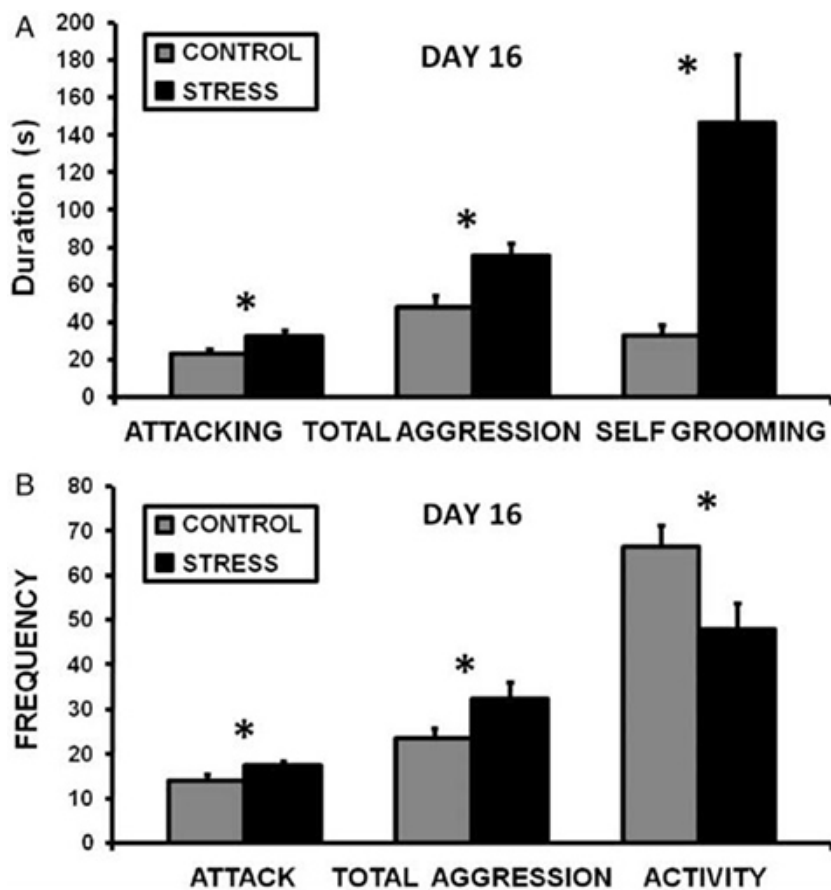 A
200
180
160
140
120
100
80
60
40
20
0
Duration (s)
CONTROL
STRESS
DAY 16
*
*
*
ATTACKING TOTAL AGGRESSION SELF GROOMING
B
80
70
60
50
40
30
20
10
0
FREQUENCY
CONTROL
STRESS
DAY 16
*
*
*
ATTACK TOTAL AGGRESSION ACTIVITY